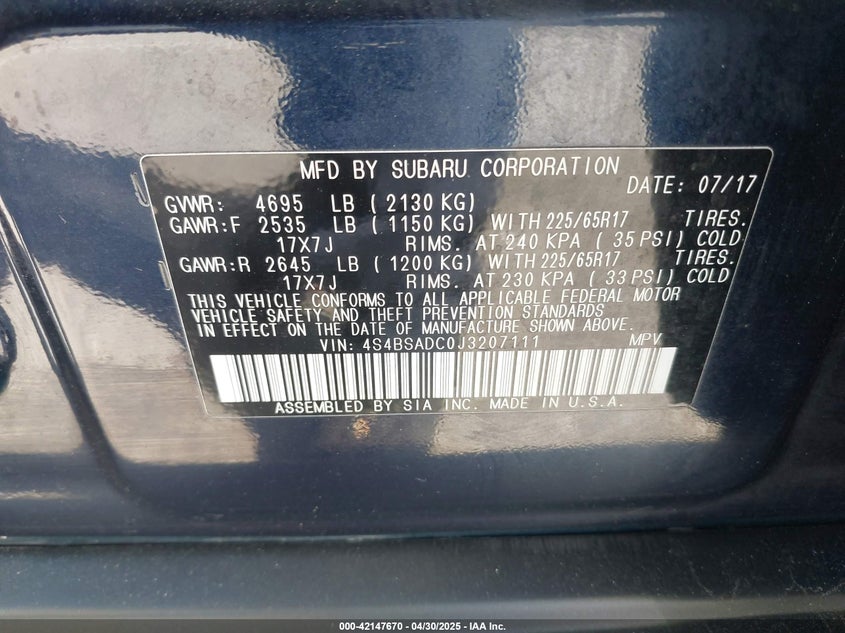 MFD BY SUBARU CORPORATION
DATE: 07/17
GVWR: 4695 LB ( 2130 KG)
GAWR:F 2535 LB ( 1150 KG) WITH 225/65R17 TIRES.
17X7J RIMS. AT 240 KPA ( 35 PSI) COLD
GAWR:R 2645 LB ( 1200 KG) WITH 225/65R17 TIRES.
17X7J RIMS. AT 230 KPA ( 33 PSI) COLD
THIS VEHICLE CONFORMS TO ALL APPLICABLE FEDERAL MOTOR
VEHICLE SAFETY AND THEFT PREVENTION STANDARDS
IN EFFECT ON THE DATE OF MANUFACTURE SHOWN ABOVE.
VIN: 4S4BSADC0J3207111 MPV
ASSEMBLED BY SIA INC. MADE IN U.S.A.
000-42147670 - 04/30/2025 - IAA Inc.